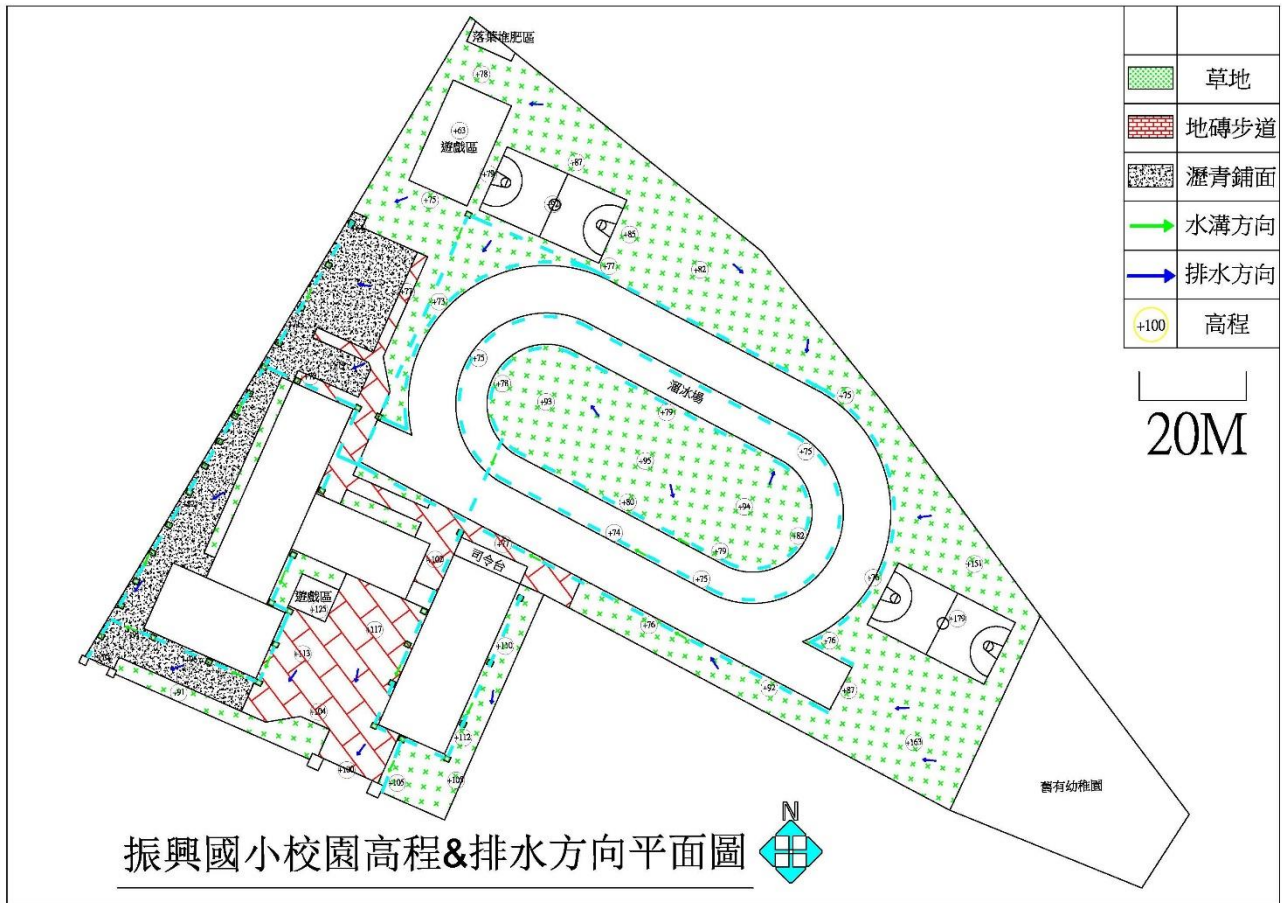 落葉堆肥區
+78
+63
遊戲區
+87
+79
+75
+85
+77
+82
+73
+77
草地
地磚步道
瀝青鋪面
水溝方向
排水方向
+100
高程
20M
+75
+78
+93
溜冰場
+79
+75
+75
+95
+80
+94
+74
+79
+82
+75
+76
+151
+179
司令台
+76
+76
+92
+87
+163
遊戲區
+125
+117
+113
+104
+91
+100
+105
+110
+112
舊有幼稚園
N
振興國小校園高程&排水方向平面圖